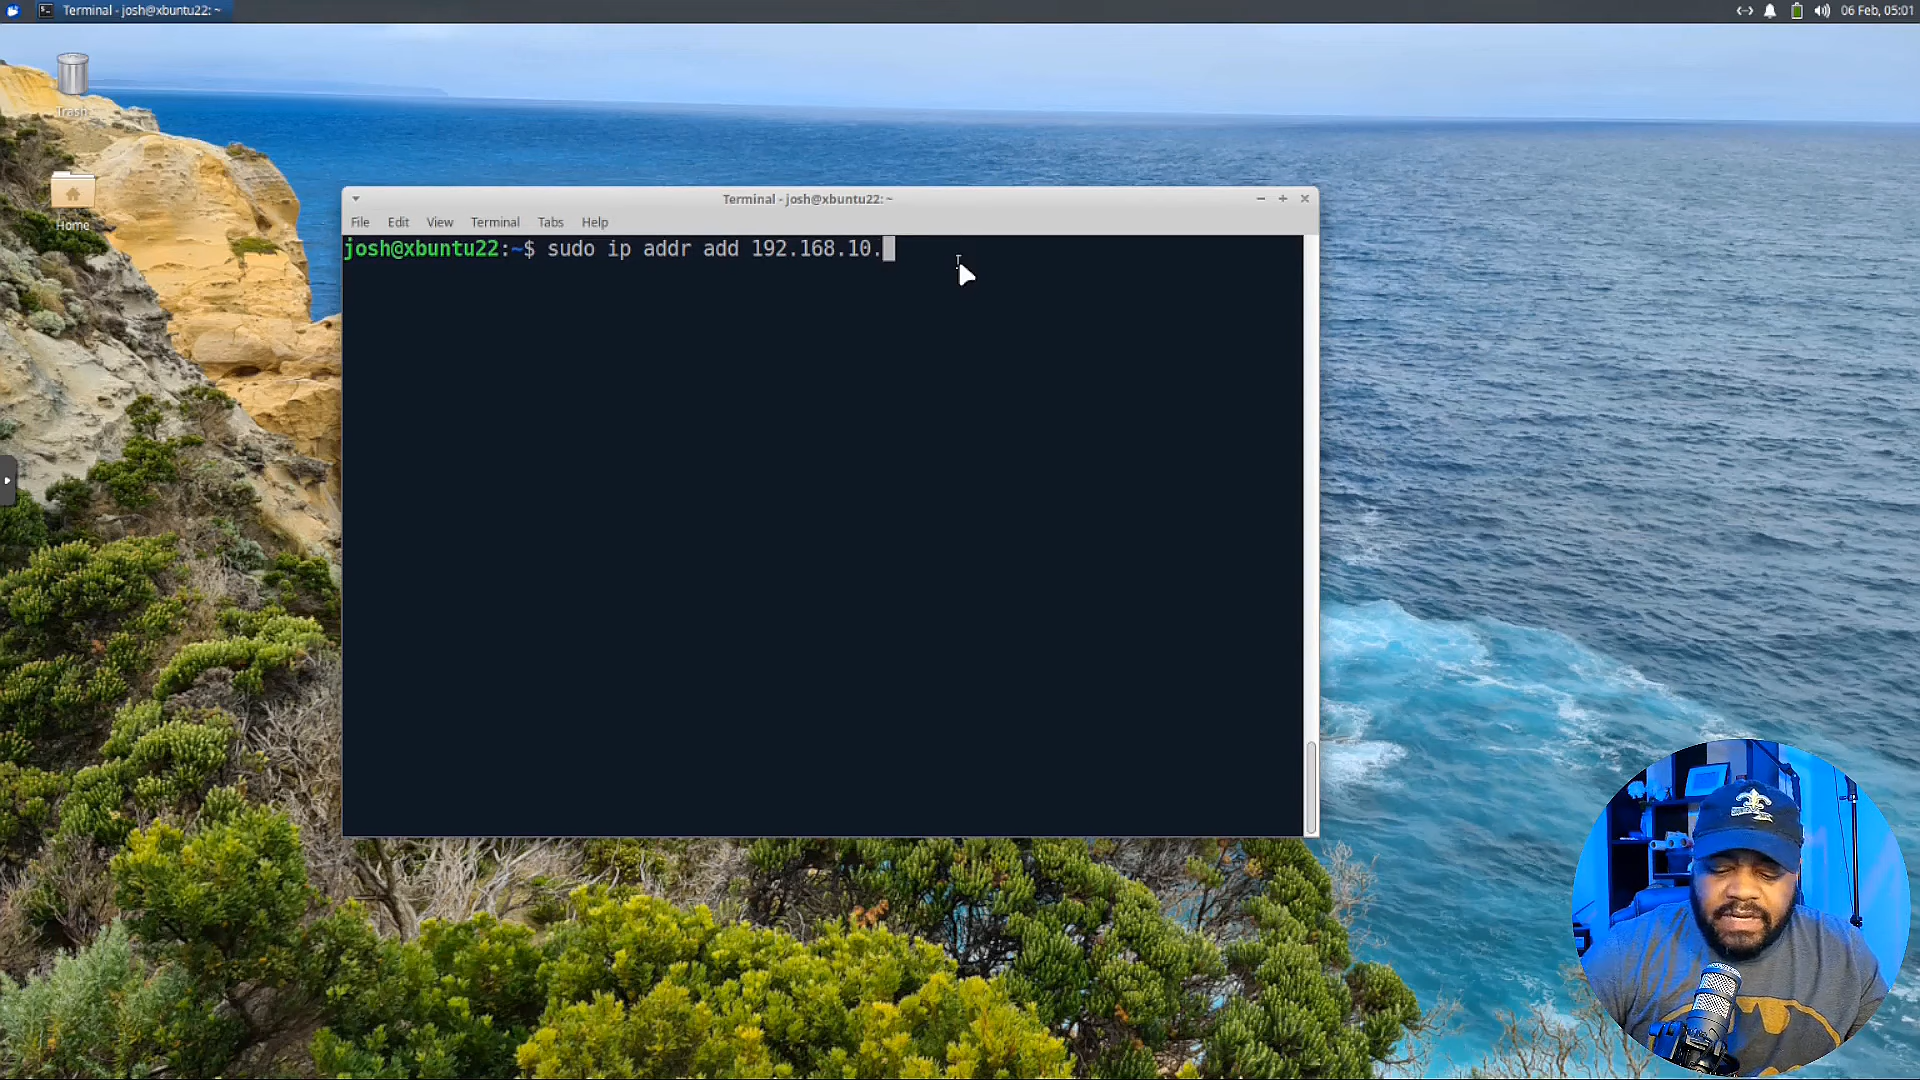 Terminal - josh@xbuntu22: ~
06 Feb, 05:01
Trash
Home
Terminal - josh@xbuntu22: ~
File Edit View Terminal Tabs Help
josh@xbuntu22:~$ sudo ip addr add 192.168.10.